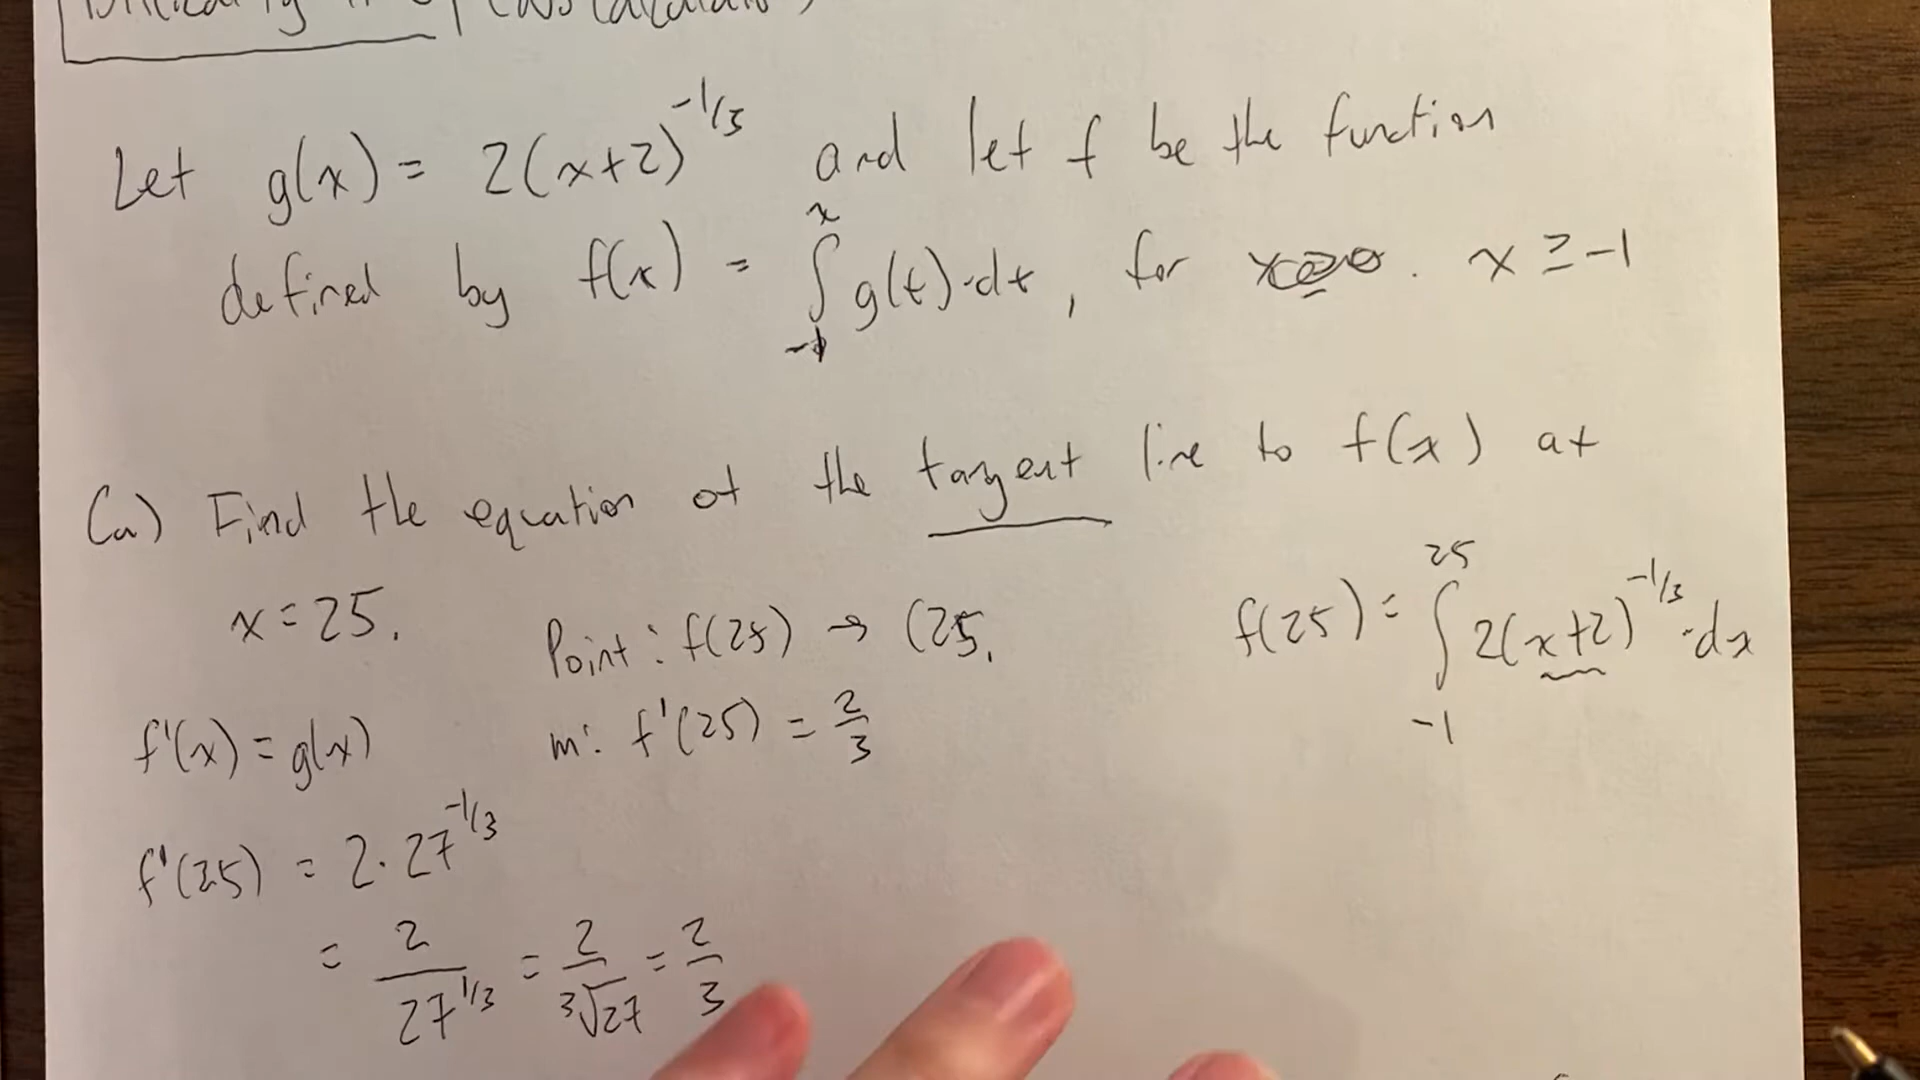 Let g(x) = 2(x+2)^{-1/3} and let f be the function
defined by f(x) = ∫_{-1}^{x} g(t)·dt, for x ≥ -1
(a) Find the equation of the tangent line to f(x) at
x = 25.
Point: f(25) → (25,
f(25) = ∫_{-1}^{25} 2(x+2)^{-1/3}·dx
f'(x) = g(x)
m: f'(25) = 2/3
f'(25) = 2·27^{-1/3}
= 2/27^{1/3} = 2/∛27 = 2/3